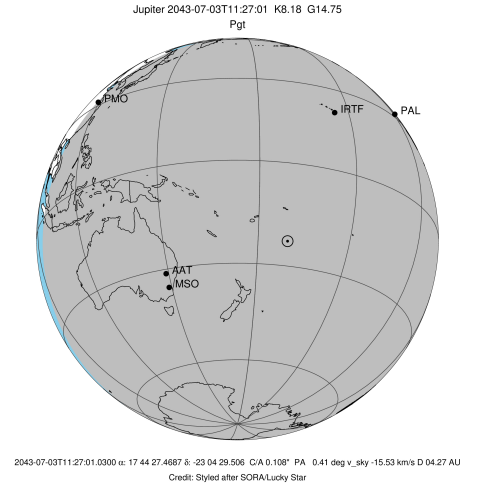 Jupiter 2043-07-03T11:27:01 K8.18 G14.75
Pgt
PMO
IRTF
PAL
AAT
MSO
2043-07-03T11:27:01.0300 α: 17 44 27.4687 δ: -23 04 29.506 C/A 0.108" PA 0.41 deg v_sky -15.53 km/s D 04.27 AU
Credit: Styled after SORA/Lucky Star